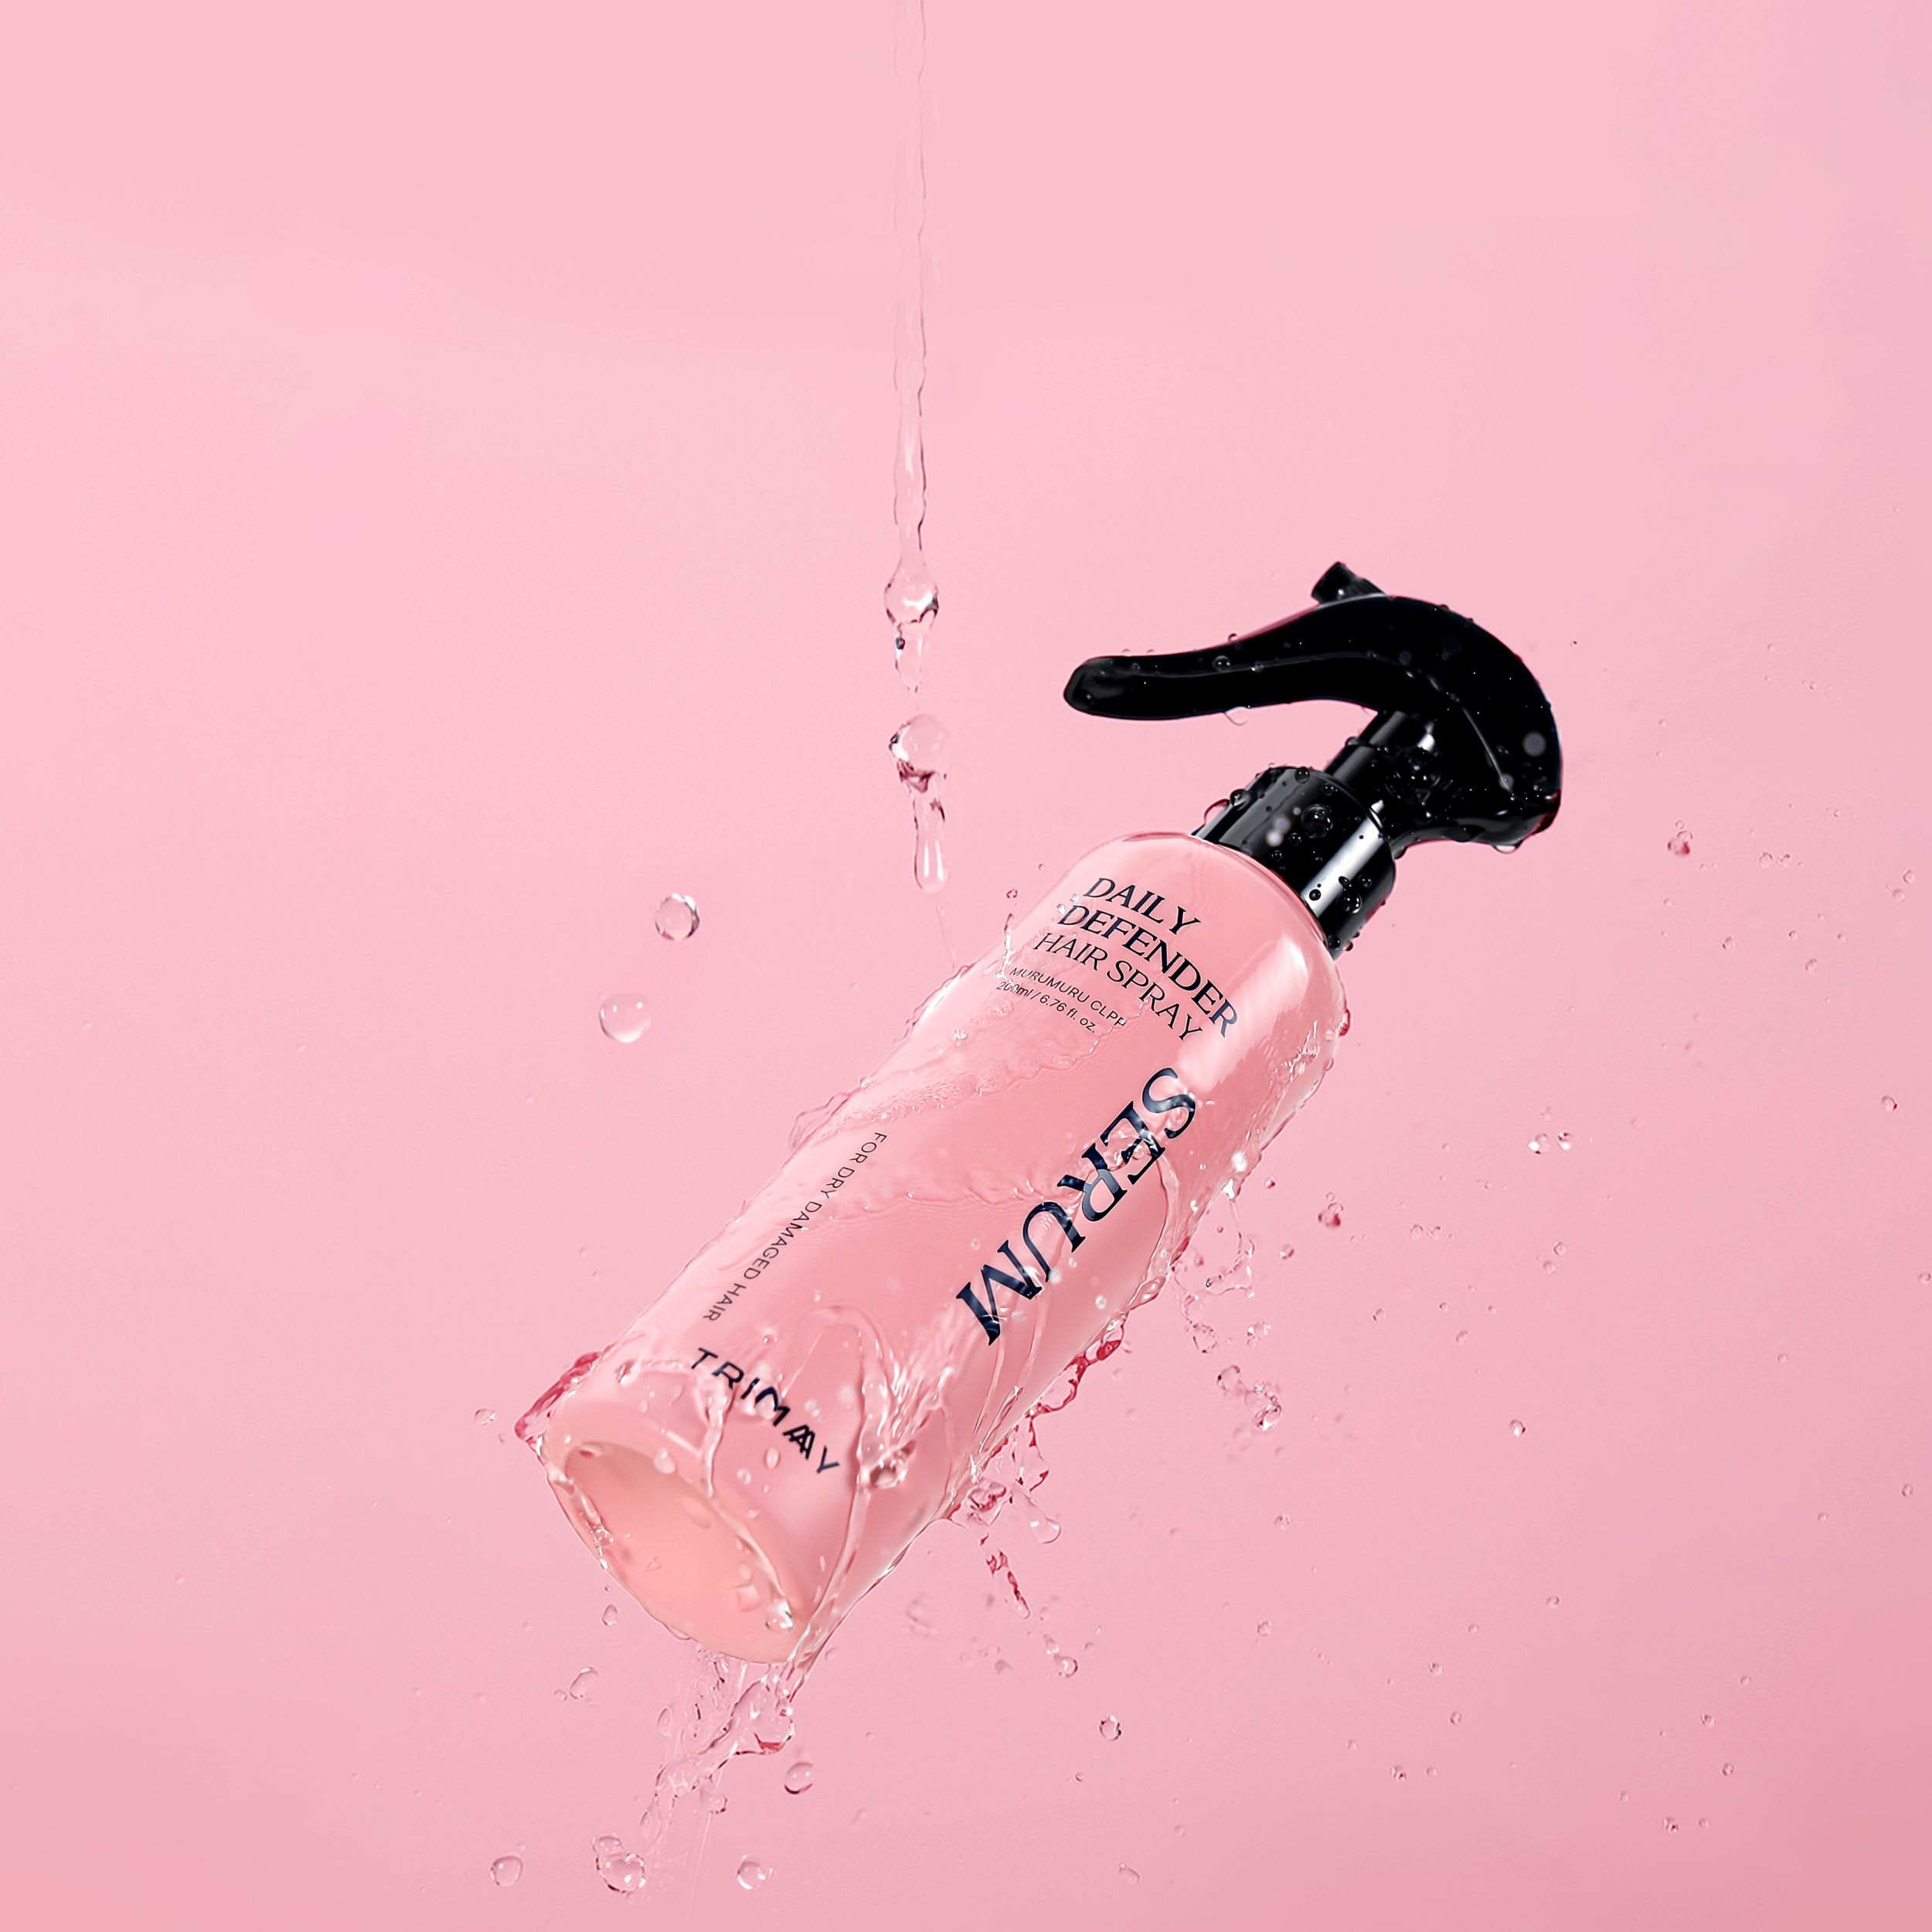 DAILY
DEFENDER
HAIR SPRAY
MURUMURU CLPP
200ml / 6.76 fl. oz.
SERUM
FOR DRY DAMAGED HAIR
TRIMAY